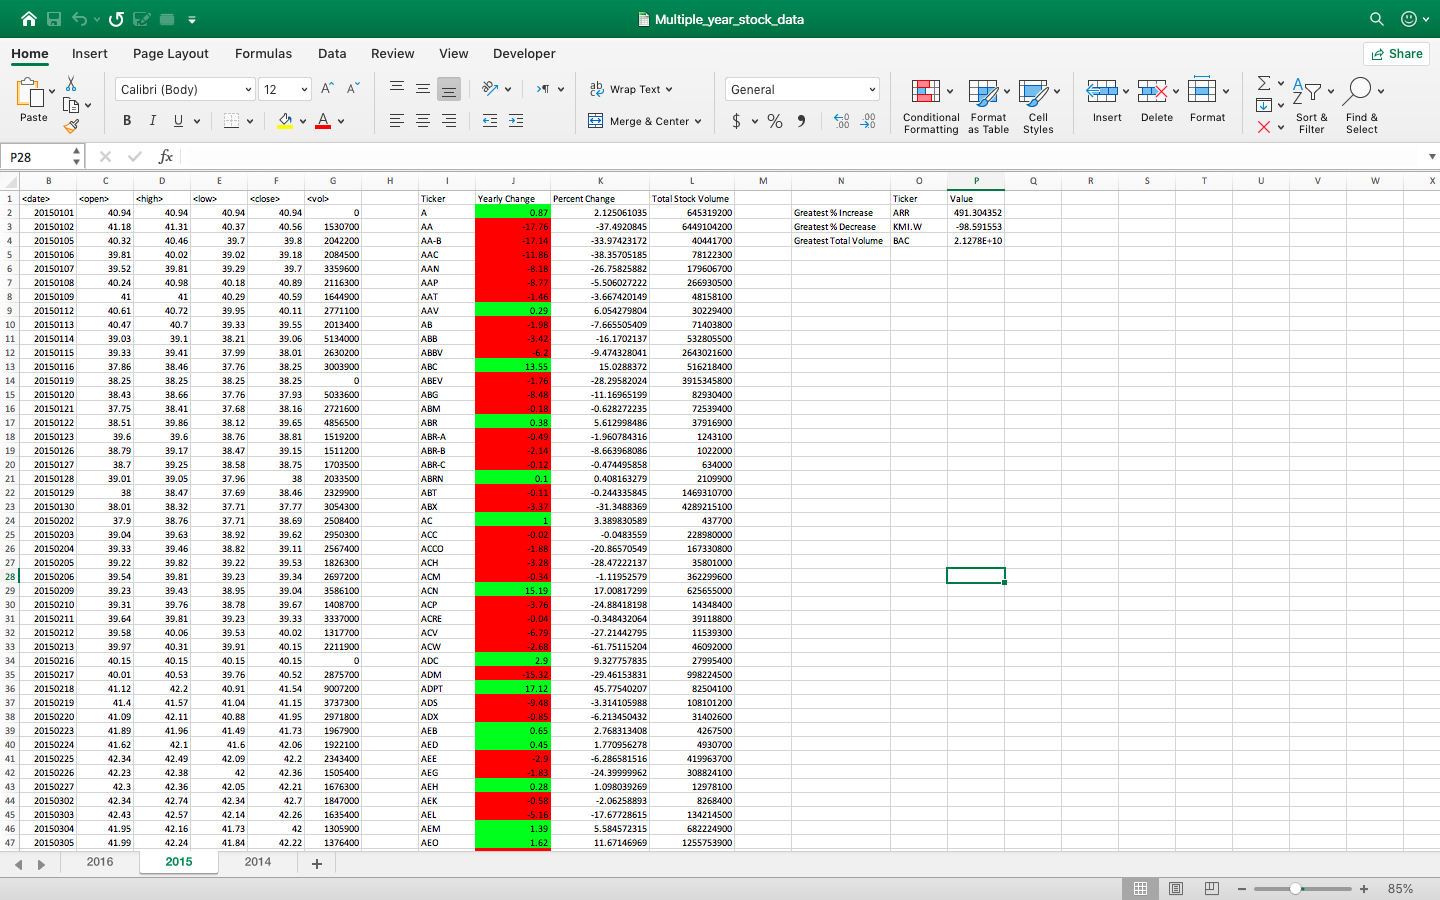 Multiple_year_stock_data
Home Insert Page Layout Formulas Data Review View Developer Share
Calibri (Body) 12 Wrap Text General
Paste B I U Merge & Center $ % Conditional Formatting Format as Table Cell Styles Insert Delete Format Sort & Filter Find & Select
P28 fx
B C D E F G H I J K L M N O P Q R S T U V W X
1 <date> <open> <high> <low> <close> <vol> Ticker Yearly Change Percent Change Total Stock Volume Ticker Value
2 20150101 40.94 40.94 40.94 40.94 0 A 0.87 2.125061035 645319200 Greatest % Increase ARR 491.304352
3 20150102 41.18 41.31 40.37 40.56 1530700 AA -17.76 -37.4920845 6449104200 Greatest % Decrease KMI.W -98.591553
4 20150105 40.32 40.46 39.7 39.8 2042200 AA-B -17.14 -33.97423172 40441700 Greatest Total Volume BAC 2.1278E+10
5 20150106 39.81 40.02 39.02 39.18 2084500 AAC -11.86 -38.35705185 78122300
6 20150107 39.52 39.81 39.29 39.7 3359600 AAN -8.18 -26.75825882 179606700
7 20150108 40.24 40.98 40.18 40.89 2116300 AAP -8.77 -5.506027222 266930500
8 20150109 41 41 40.29 40.59 1644900 AAT -1.46 -3.667420149 48158100
9 20150112 40.61 40.72 39.95 40.11 2771100 AAV 0.29 6.054279804 30229400
10 20150113 40.47 40.7 39.33 39.55 2013400 AB -1.98 -7.665505409 71403800
11 20150114 39.03 39.1 38.21 39.06 5134000 ABB -3.42 -16.1702137 532805500
12 20150115 39.33 39.41 37.99 38.01 2630200 ABBV -6.2 -9.474328041 2643021600
13 20150116 37.86 38.46 37.76 38.25 3003900 ABC 13.55 15.0288372 516218400
14 20150119 38.25 38.25 38.25 38.25 0 ABEV -1.76 -28.29582024 3915345800
15 20150120 38.43 38.66 37.76 37.93 5033600 ABG -8.48 -11.16965199 82930400
16 20150121 37.75 38.41 37.68 38.16 2721600 ABM -0.18 -0.628272235 72539400
17 20150122 38.51 39.86 38.12 39.65 4856500 ABR 0.38 5.612998486 37916900
18 20150123 39.6 39.6 38.76 38.81 1519200 ABR-A -0.49 -1.960784316 1243100
19 20150126 38.79 39.17 38.47 39.15 1511200 ABR-B -2.14 -8.663968086 1022000
20 20150127 38.7 39.25 38.58 38.75 1703500 ABR-C -0.12 -0.474495858 634000
21 20150128 39.01 39.05 37.96 38 2033500 ABRN 0.1 0.408163279 2109900
22 20150129 38 38.47 37.69 38.46 2329900 ABT -0.11 -0.244335845 1469310700
23 20150130 38.01 38.32 37.71 37.77 3054300 ABX -3.37 -31.3488369 4289215100
24 20150202 37.9 38.76 37.71 38.69 2508400 AC 1 3.389830589 437700
25 20150203 39.04 39.63 38.92 39.62 2950300 ACC -0.02 -0.0483559 228980000
26 20150204 39.33 39.46 38.82 39.11 2567400 ACCO -1.88 -20.86570549 167330800
27 20150205 39.22 39.82 39.22 39.53 1826300 ACH -3.28 -28.47222137 35801000
28 20150206 39.54 39.81 39.23 39.34 2697200 ACM -0.34 -1.11952579 362299600
29 20150209 39.23 39.43 38.95 39.04 3586100 ACN 15.19 17.00817299 625655000
30 20150210 39.31 39.76 38.78 39.67 1408700 ACP -3.76 -24.88418198 14348400
31 20150211 39.64 39.81 39.23 39.33 3337000 ACRE -0.04 -0.348432064 39118800
32 20150212 39.58 40.06 39.53 40.02 1317700 ACV -6.79 -27.21442795 11539300
33 20150213 39.97 40.31 39.91 40.15 2211900 ACW -2.68 -61.75115204 46092000
34 20150216 40.15 40.15 40.15 40.15 0 ADC 2.9 9.327757835 27995400
35 20150217 40.01 40.53 39.76 40.52 2875700 ADM -15.32 -29.46153831 998224500
36 20150218 41.12 42.2 40.91 41.54 9007200 ADPT 17.12 45.77540207 82504100
37 20150219 41.4 41.57 41.04 41.15 3737300 ADS -9.48 -3.314105988 108101200
38 20150220 41.09 42.11 40.88 41.95 2971800 ADX -0.85 -6.213450432 31402600
39 20150223 41.89 41.96 41.49 41.73 1967900 AEB 0.65 2.768313408 4267500
40 20150224 41.62 42.1 41.6 42.06 1922100 AED 0.45 1.770956278 4930700
41 20150225 42.34 42.49 42.09 42.2 2343400 AEE -2.9 -6.286581516 419963700
42 20150226 42.23 42.38 42 42.36 1505400 AEG -1.83 -24.39999962 308824100
43 20150227 42.3 42.36 42.05 42.21 1676300 AEH 0.28 1.098039269 12978100
44 20150302 42.34 42.74 42.34 42.7 1847000 AEK -0.58 -2.06258893 8268400
45 20150303 42.43 42.57 42.14 42.26 1635400 AEL -5.16 -17.67728615 134214500
46 20150304 41.95 42.16 41.73 42 1305900 AEM 1.39 5.584572315 682224900
47 20150305 41.99 42.24 41.84 42.22 1376400 AEO 1.62 11.67146969 1255753900
2016 2015 2014
85%